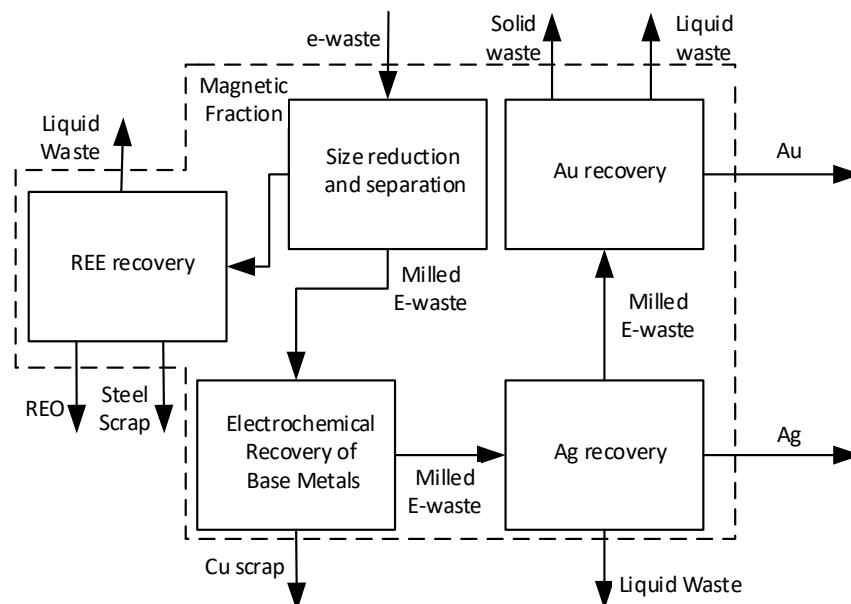 e-waste
Solid
waste
Liquid
waste
Magnetic
Fraction
Liquid
Waste
Size reduction
and separation
Au recovery
Au
REE recovery
Milled
E-waste
Milled
E-waste
REO
Steel
Scrap
Electrochemical
Recovery of
Base Metals
Milled
E-waste
Ag recovery
Ag
Cu scrap
Liquid Waste